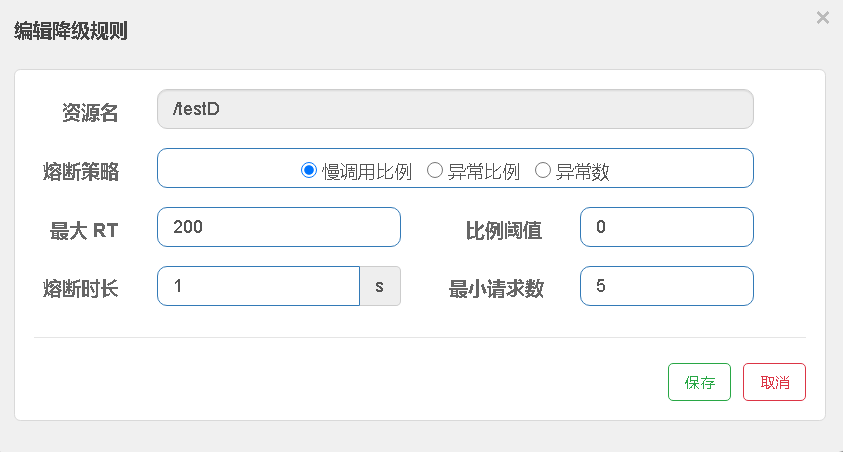 编辑降级规则
×
资源名 /testD
熔断策略 慢调用比例 异常比例 异常数
最大 RT 200 比例阈值 0
熔断时长 1 s 最小请求数 5
保存 取消